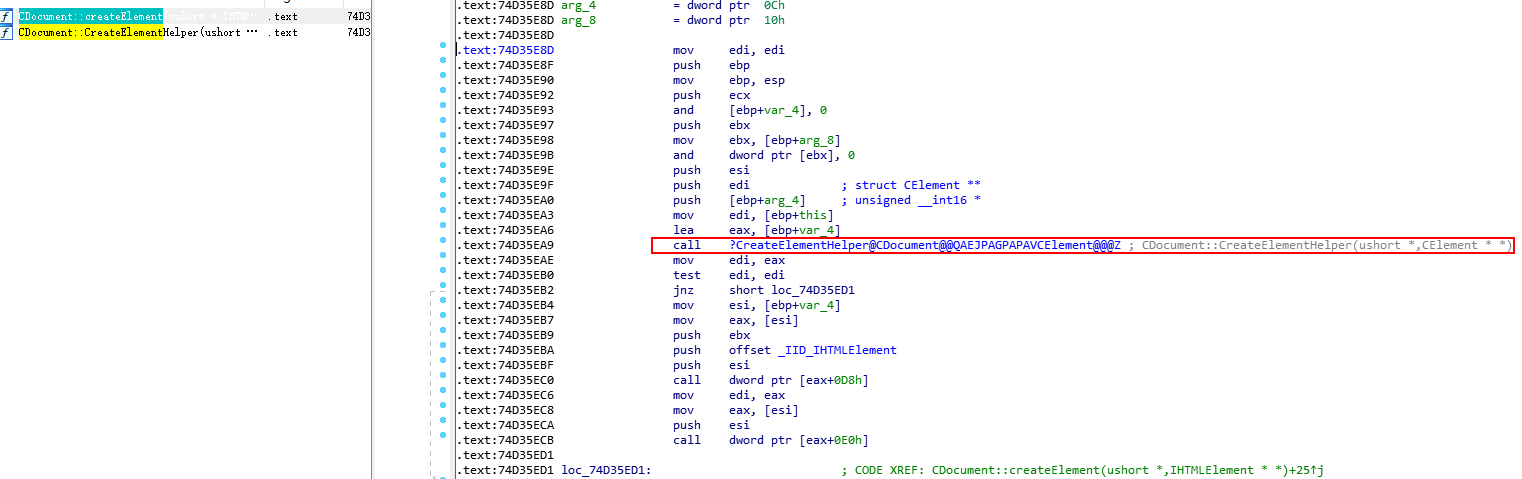 CDocument::createElement(ushort *,IHTM… .text 74D3
CDocument::CreateElementHelper(ushort … .text 74D3
.text:74D35E8D arg_4 = dword ptr 0Ch
.text:74D35E8D arg_8 = dword ptr 10h
.text:74D35E8D
.text:74D35E8D mov edi, edi
.text:74D35E8F push ebp
.text:74D35E90 mov ebp, esp
.text:74D35E92 push ecx
.text:74D35E93 and [ebp+var_4], 0
.text:74D35E97 push ebx
.text:74D35E98 mov ebx, [ebp+arg_8]
.text:74D35E9B and dword ptr [ebx], 0
.text:74D35E9E push esi
.text:74D35E9F push edi ; struct CElement **
.text:74D35EA0 push [ebp+arg_4] ; unsigned __int16 *
.text:74D35EA3 mov edi, [ebp+this]
.text:74D35EA6 lea eax, [ebp+var_4]
.text:74D35EA9 call ?CreateElementHelper@CDocument@@QAEJPAGPAPAVCElement@@@Z ; CDocument::CreateElementHelper(ushort *,CElement * *)
.text:74D35EAE mov edi, eax
.text:74D35EB0 test edi, edi
.text:74D35EB2 jnz short loc_74D35ED1
.text:74D35EB4 mov esi, [ebp+var_4]
.text:74D35EB7 mov eax, [esi]
.text:74D35EB9 push ebx
.text:74D35EBA push offset _IID_IHTMLElement
.text:74D35EBF push esi
.text:74D35EC0 call dword ptr [eax+0D8h]
.text:74D35EC6 mov edi, eax
.text:74D35EC8 mov eax, [esi]
.text:74D35ECA push esi
.text:74D35ECB call dword ptr [eax+0E0h]
.text:74D35ED1
.text:74D35ED1 loc_74D35ED1: ; CODE XREF: CDocument::createElement(ushort *,IHTMLElement * *)+25↑j